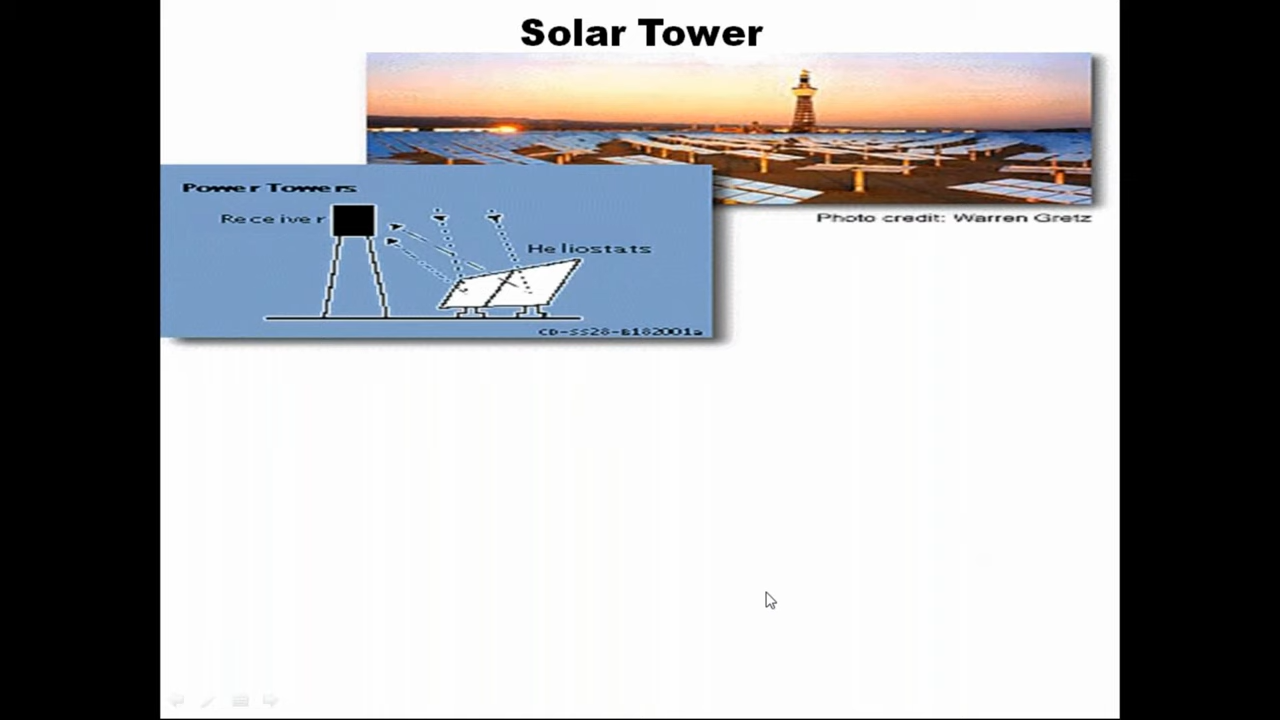 Solar Tower
Power Towers
Receiver
Photo credit: Warren Gretz
Heliostats
CD-SS28-B182001a